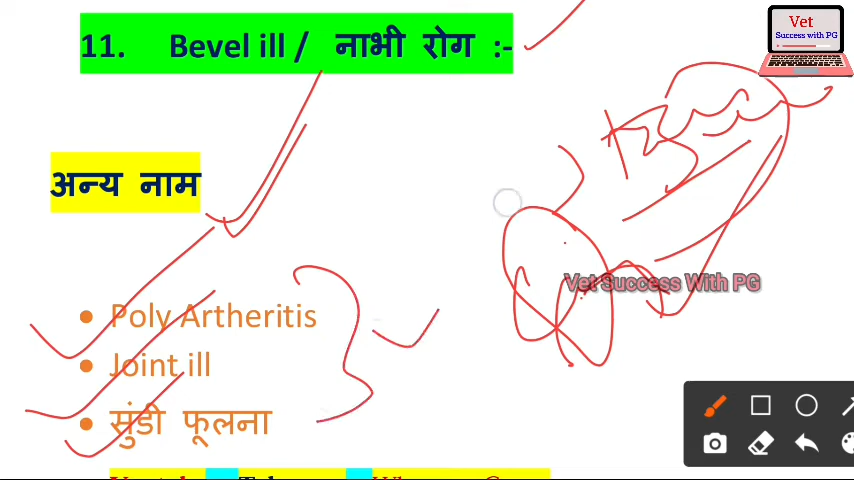 11. Bevel ill / नाभी रोग :-
Vet
Success with PG
अन्य नाम
Vet Success With PG
• Poly Artheritis
• Joint ill
• सुंडी फूलना